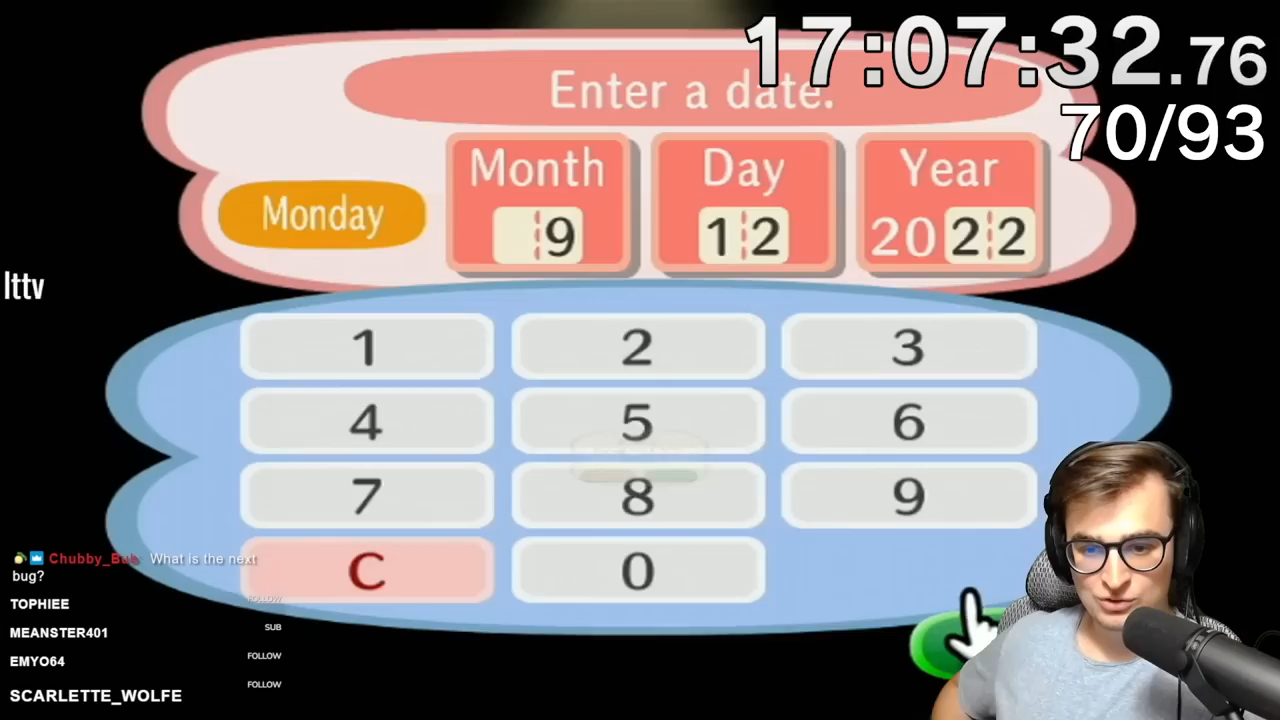 17:07:32.76
70/93
Enter a date.
Monday
Month
9
Day
12
Year
2022
lttv
1 2 3
4 5 6
7 8 9
C 0
Chubby_Bub What is the next
bug?
FOLLOW
TOPHIEE
SUB
MEANSTER401
FOLLOW
EMYO64
FOLLOW
SCARLETTE_WOLFE